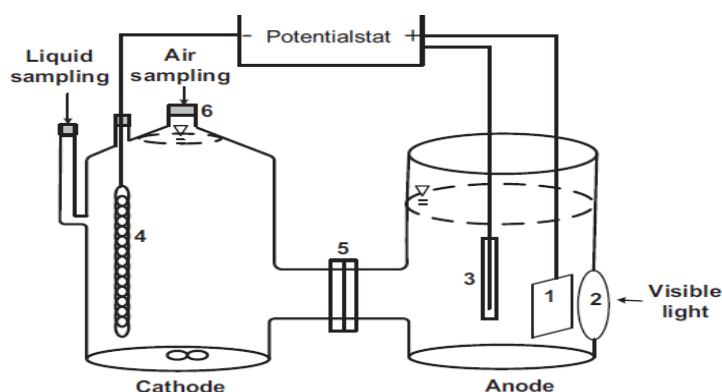 - Potentialstat +
Liquid
sampling
Air
sampling
6
4
5
3
1
2
Visible
light
Cathode
Anode